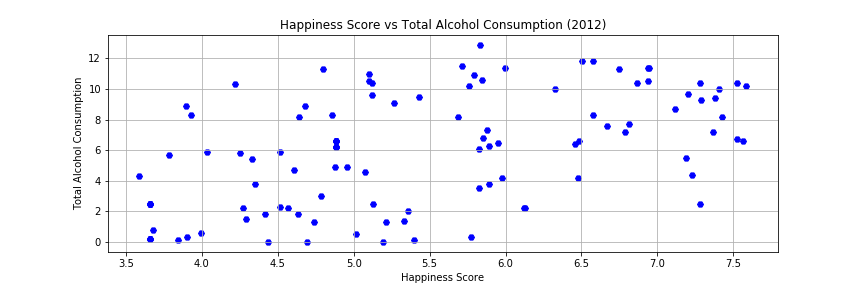 Happiness Score vs Total Alcohol Consumption (2012)
Total Alcohol Consumption
12
10
8
6
4
2
0
3.5 4.0 4.5 5.0 5.5 6.0 6.5 7.0 7.5
Happiness Score